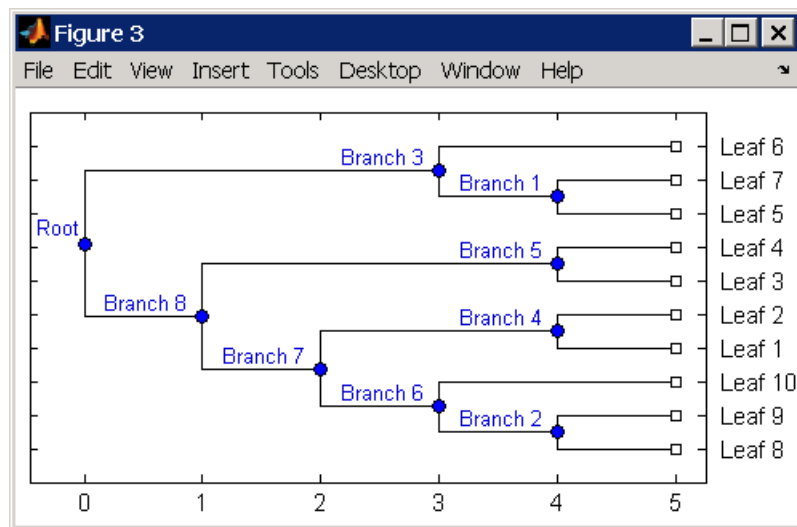 Figure 3
File Edit View Insert Tools Desktop Window Help
Leaf 6
Branch 3
Leaf 7
Branch 1
Leaf 5
Root
Leaf 4
Branch 5
Leaf 3
Branch 8
Leaf 2
Branch 4
Leaf 1
Branch 7
Leaf 10
Branch 6
Leaf 9
Branch 2
Leaf 8
0 1 2 3 4 5